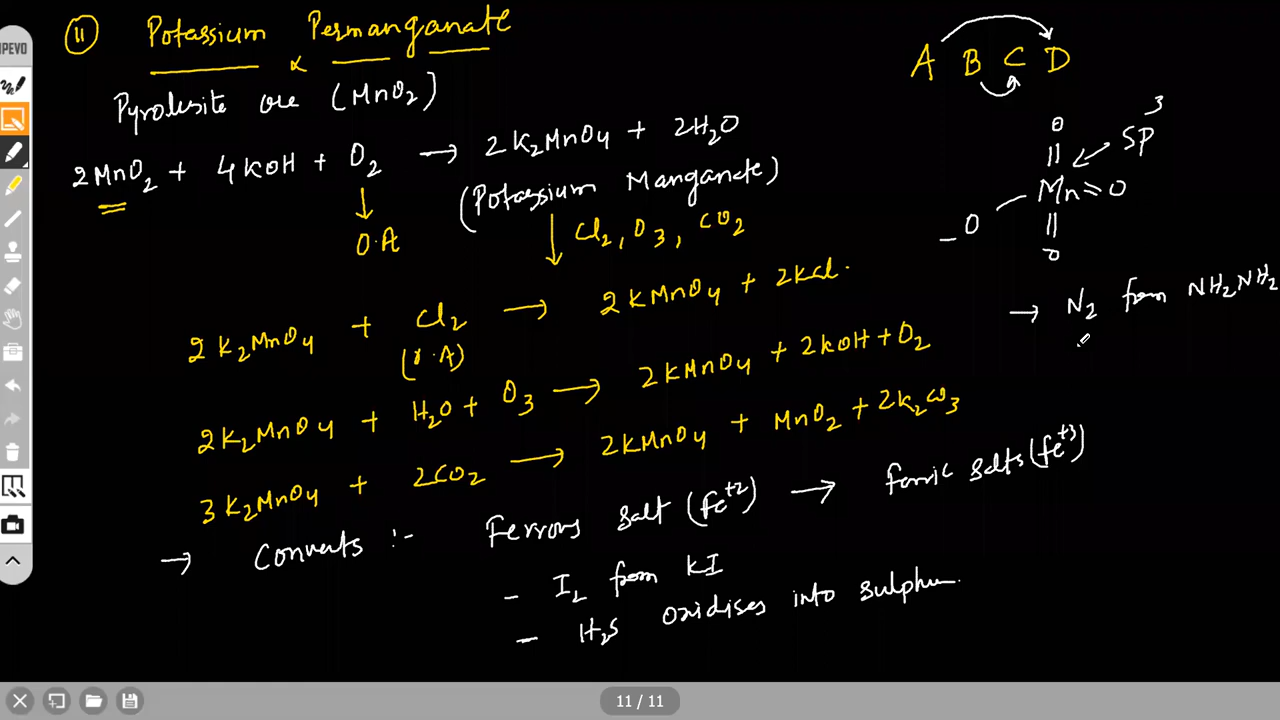 11 Potassium Permanganate
Pyrolusite ore (MnO2)
2MnO2 + 4KOH + O2 → 2K2MnO4 + 2H2O
O.A
(Potassium Manganate)
Cl2, O3, CO2
2K2MnO4 + Cl2 → 2KMnO4 + 2KCl.
2K2MnO4 + H2O + O3 → 2KMnO4 + 2KOH + O2
3K2MnO4 + 2CO2 → 2KMnO4 + MnO2 + 2K2CO3
→ Converts :- Ferrous salt (Fe+2) → Ferric salts (Fe+3)
- I2 from KI
- H2S oxidises into sulphur.
A B C D
O
SP3
-O Mn=O
O
→ N2 from NH2NH2
IPEVO
11 / 11